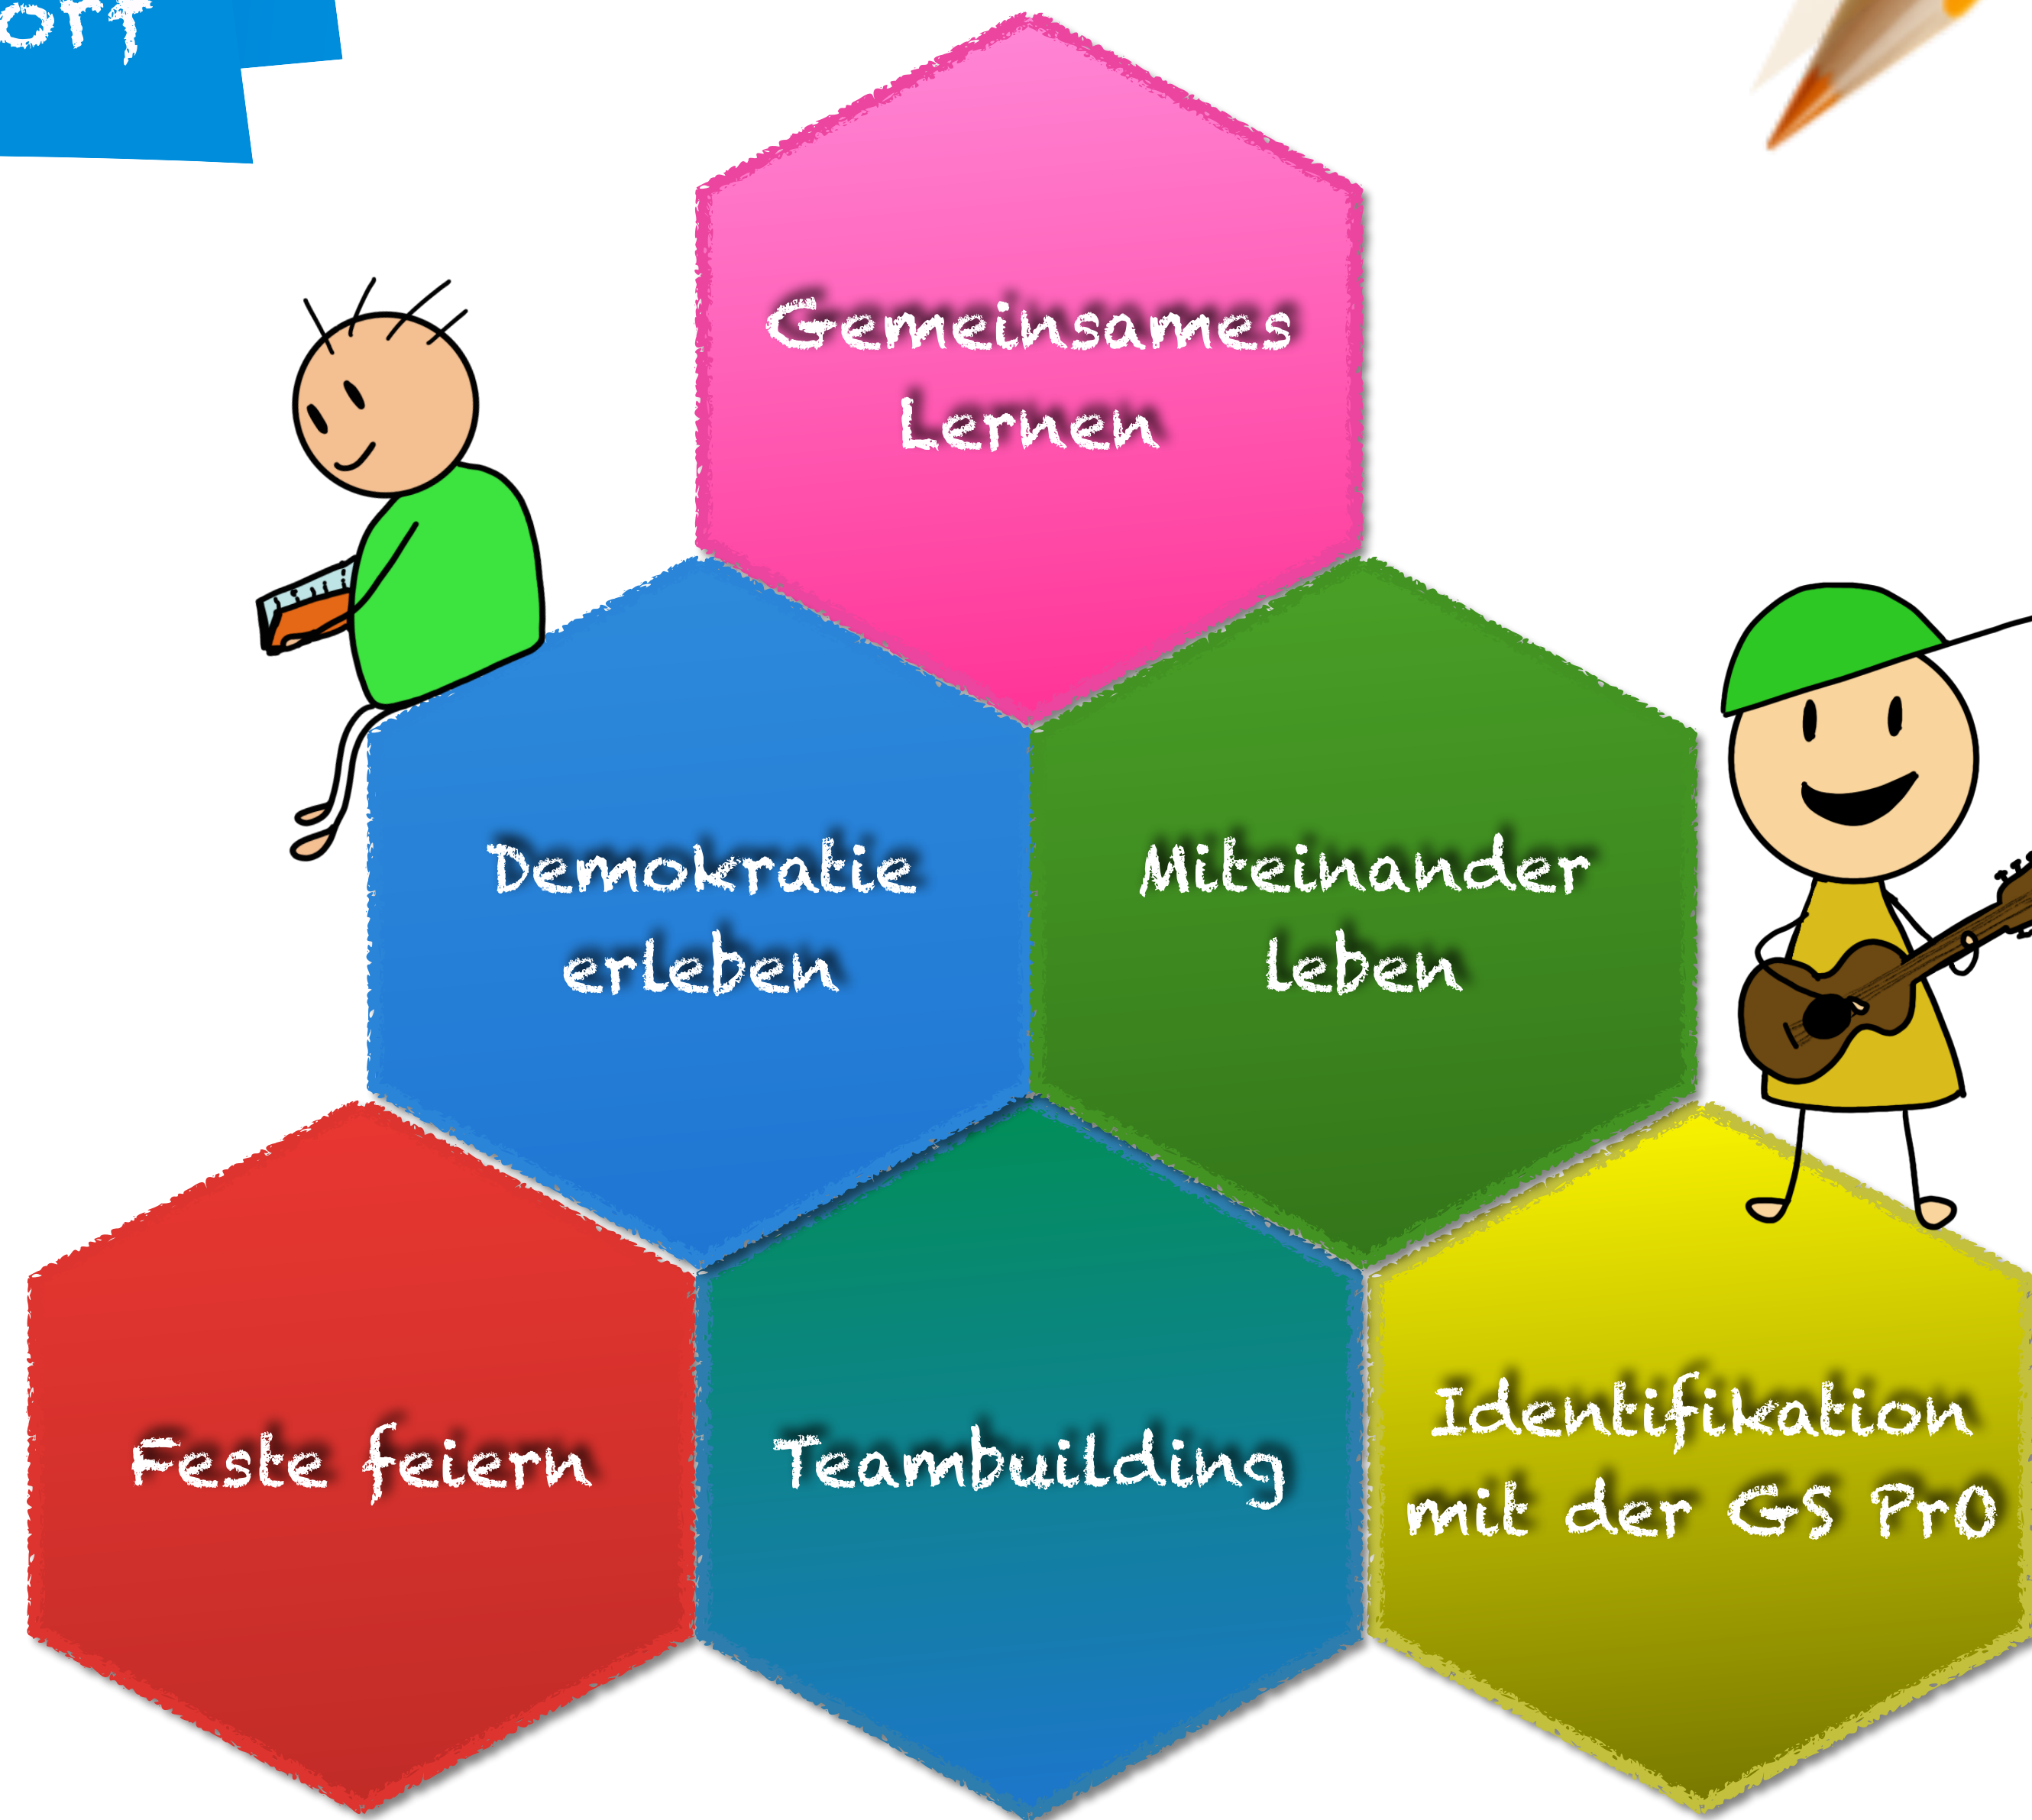 Gemeinsames
Lernen
Demokratie
erleben
Miteinander
leben
Feste feiern
Teambuilding
Identifikation
mit der GS PrO